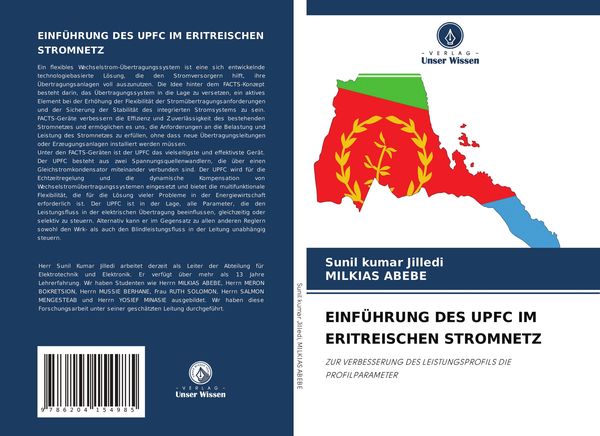 EINFÜHRUNG DES UPFC IM ERITREISCHEN
STROMNETZ
Ein flexibles Wechselstrom-Übertragungssystem ist eine sich entwickelnde
technologiebasierte Lösung, die den Stromversorgern hilft, ihre
Übertragungsanlagen voll auszunutzen. Die Idee hinter dem FACTS-Konzept
besteht darin, das Übertragungssystem in die Lage zu versetzen, ein aktives
Element bei der Erhöhung der Flexibilität der Stromübertragungsanforderungen
und der Sicherung der Stabilität des integrierten Stromsystems zu sein.
FACTS-Geräte verbessern die Effizienz und Zuverlässigkeit des bestehenden
Stromnetzes und ermöglichen es uns, die Anforderungen an die Belastung und
Leistung des Stromnetzes zu erfüllen, ohne dass neue Übertragungsleitungen
oder Erzeugungsanlagen installiert werden müssen.
Unter den FACTS-Geräten ist der UPFC das vielseitigste und effektivste Gerät.
Der UPFC besteht aus zwei Spannungsquellenwandlern, die über einen
Gleichstromkondensator miteinander verbunden sind. Der UPFC wird für die
Echtzeitregelung und die dynamische Kompensation von
Wechselstromübertragungssystemen eingesetzt und bietet die multifunktionale
Flexibilität, die für die Lösung vieler Probleme in der Energiewirtschaft
erforderlich ist. Der UPFC ist in der Lage, alle Parameter, die den
Leistungsfluss in der elektrischen Übertragung beeinflussen, gleichzeitig oder
selektiv zu steuern. Alternativ kann er im Gegensatz zu allen anderen Reglern
sowohl den Wirk- als auch den Blindleistungsfluss in der Leitung unabhängig
steuern.
Herr Sunil Kumar Jilledi arbeitet derzeit als Leiter der Abteilung für
Elektrotechnik und Elektronik. Er verfügt über mehr als 13 Jahre
Lehrerfahrung. Wir haben Studenten wie Herrn MILKIAS ABEBE, Herrn MERON
BOKRETSION, Herrn MUSSIE BERHANE, Frau RUTH SOLOMON, Herrn SALMON
MENGESTEAB und Herrn YOSIEF MINASIE ausgebildet. Wir haben diese
Forschungsarbeit unter seiner geschätzten Leitung durchgeführt.
9 786204 154985
VERLAG
Unser Wissen
Sunil kumar Jilledi, MILKIAS ABEBE
VERLAG
Unser Wissen
Sunil kumar Jilledi
MILKIAS ABEBE
EINFÜHRUNG DES UPFC IM
ERITREISCHEN STROMNETZ
ZUR VERBESSERUNG DES LEISTUNGSPROFILS DIE
PROFILPARAMETER